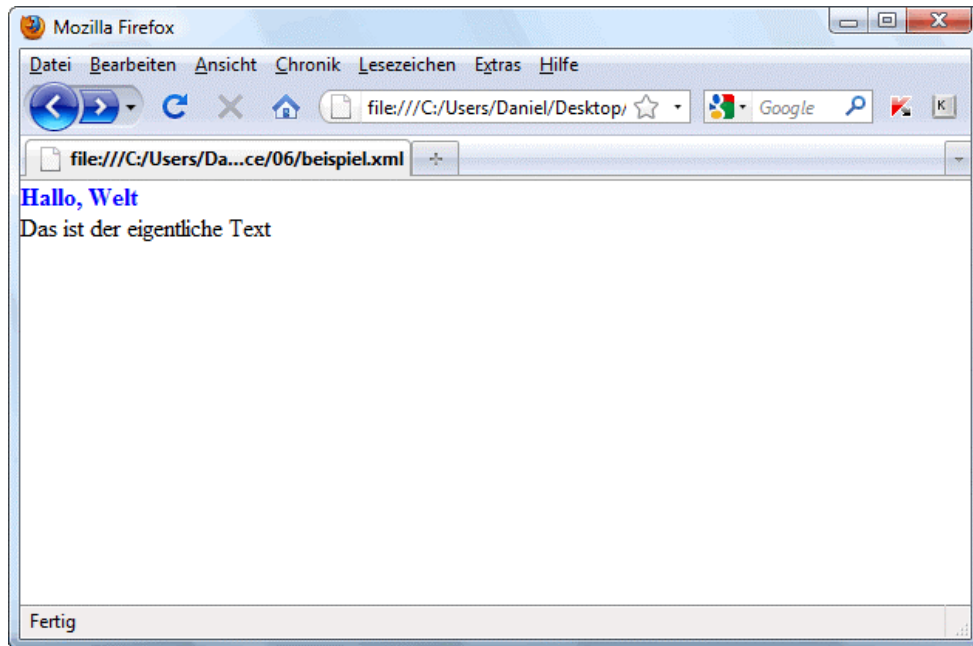 Mozilla Firefox
Datei Bearbeiten Ansicht Chronik Lesezeichen Extras Hilfe
file:///C:/Users/Daniel/Desktop/ Google K K
file:///C:/Users/Da...ce/06/beispiel.xml
Hallo, Welt
Das ist der eigentliche Text
Fertig